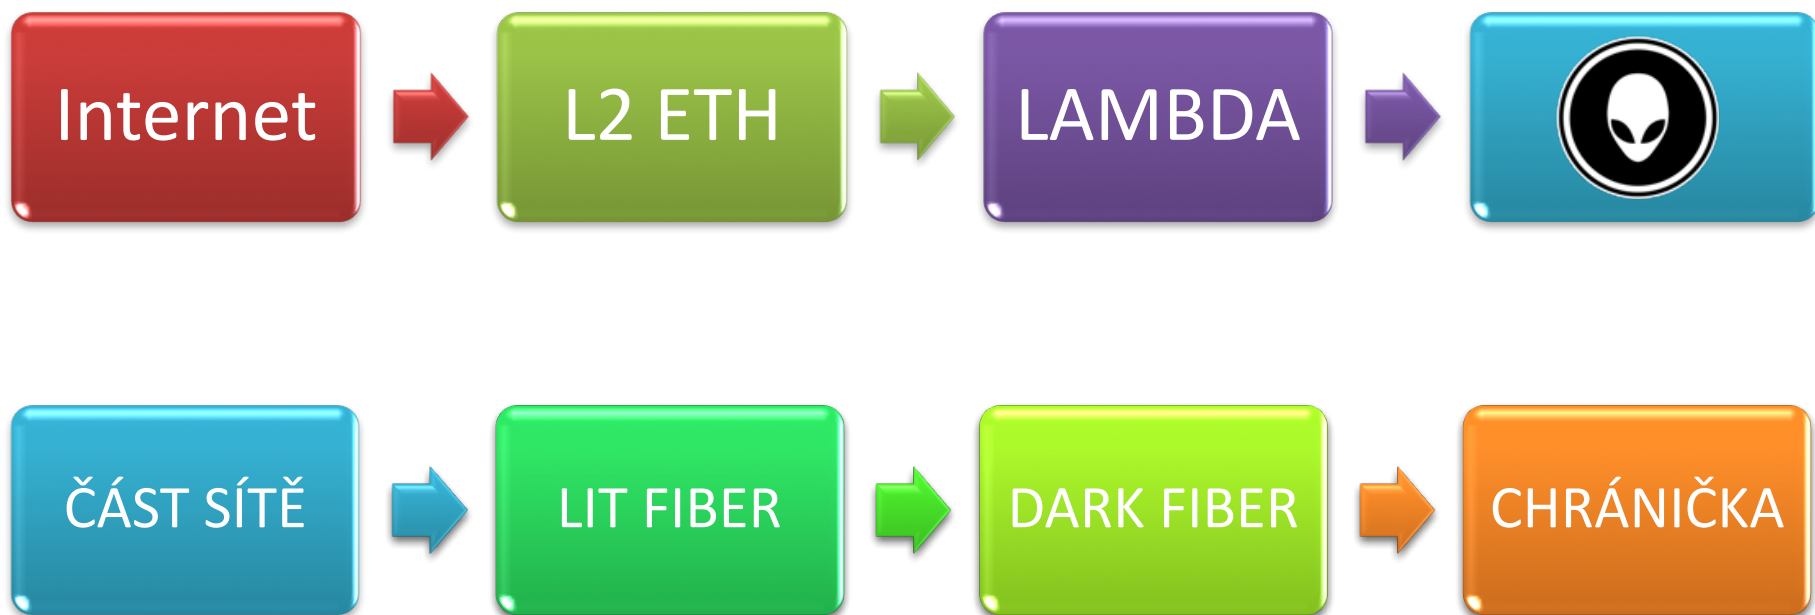 Internet
L2 ETH
LAMBDA
ČÁST SÍTĚ
LIT FIBER
DARK FIBER
CHRÁNIČKA